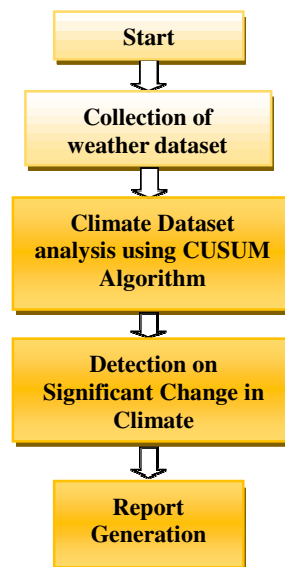 Start
Collection of
weather dataset
Climate Dataset
analysis using CUSUM
Algorithm
Detection on
Significant Change in
Climate
Report
Generation